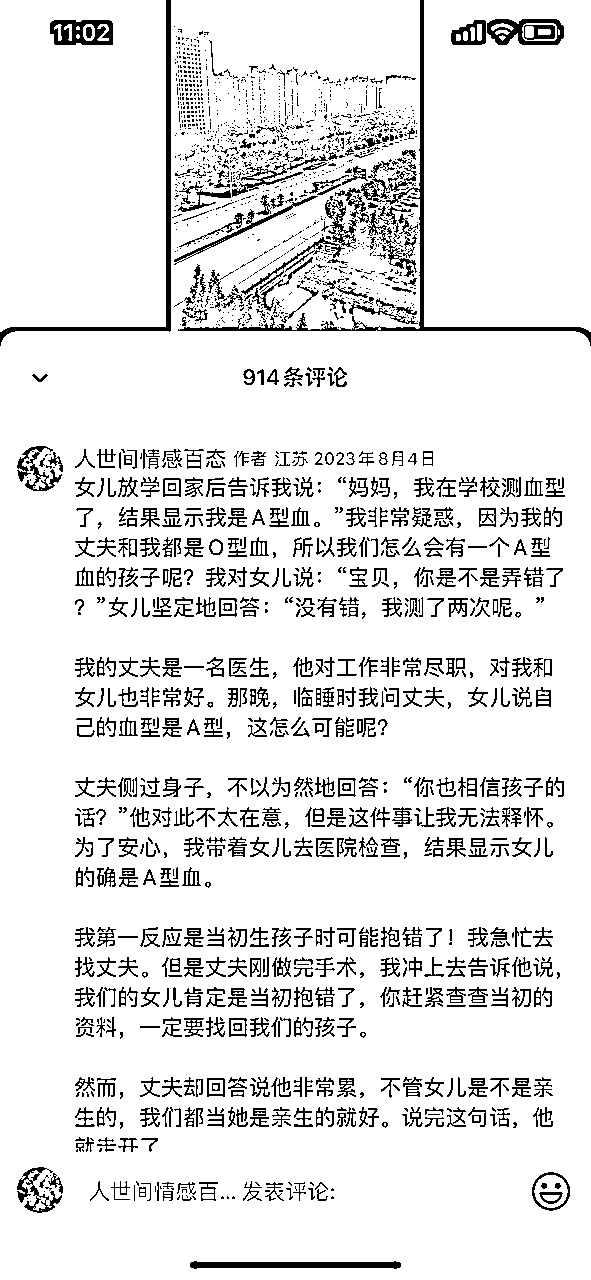 11:02
914条评论
人世间情感百态 作者 江苏 2023年8月4日
女儿放学回家后告诉我说：“妈妈，我在学校测血型
了，结果显示我是A型血。”我非常疑惑，因为我的
丈夫和我都是O型血，所以我们怎么会有一个A型
血的孩子呢？我对女儿说：“宝贝，你是不是弄错了
？”女儿坚定地回答：“没有错，我测了两次呢。”
我的丈夫是一名医生，他对工作非常尽职，对我和
女儿也非常好。那晚，临睡时我问丈夫，女儿说自
己的血型是A型，这怎么可能呢？
丈夫侧过身子，不以为然地回答：“你也相信孩子的
话？”他对此不太在意，但是这件事让我无法释怀。
为了安心，我带着女儿去医院检查，结果显示女儿
的确是A型血。
我第一反应是当初生孩子时可能抱错了！我急忙去
找丈夫。但是丈夫刚做完手术，我冲上去告诉他说，
我们的女儿肯定是当初抱错了，你赶紧查查当初的
资料，一定要找回我们的孩子。
然而，丈夫却回答说他非常累，不管女儿是不是亲
生的，我们都当她是亲生的就好。说完这句话，他
就走开了
人世间情感百... 发表评论: